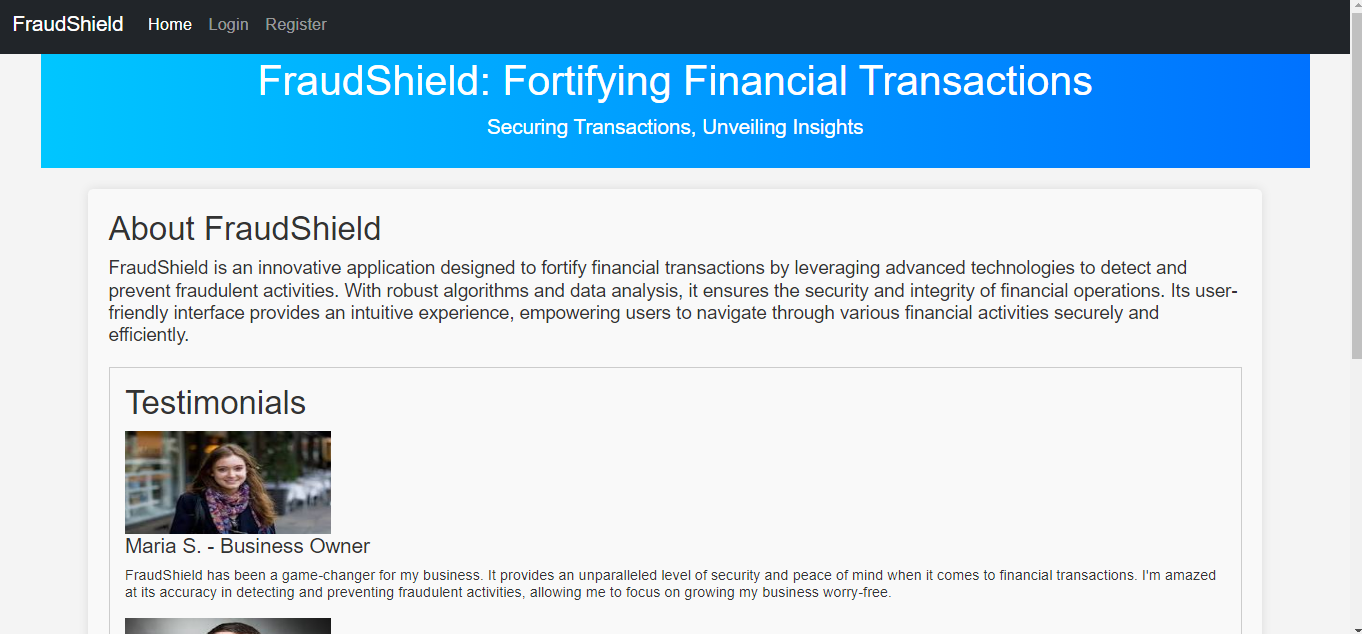 FraudShield Home Login Register
FraudShield: Fortifying Financial Transactions
Securing Transactions, Unveiling Insights
About FraudShield
FraudShield is an innovative application designed to fortify financial transactions by leveraging advanced technologies to detect and
prevent fraudulent activities. With robust algorithms and data analysis, it ensures the security and integrity of financial operations. Its user-
friendly interface provides an intuitive experience, empowering users to navigate through various financial activities securely and
efficiently.
Testimonials
Maria S. - Business Owner
FraudShield has been a game-changer for my business. It provides an unparalleled level of security and peace of mind when it comes to financial transactions. I'm amazed
at its accuracy in detecting and preventing fraudulent activities, allowing me to focus on growing my business worry-free.